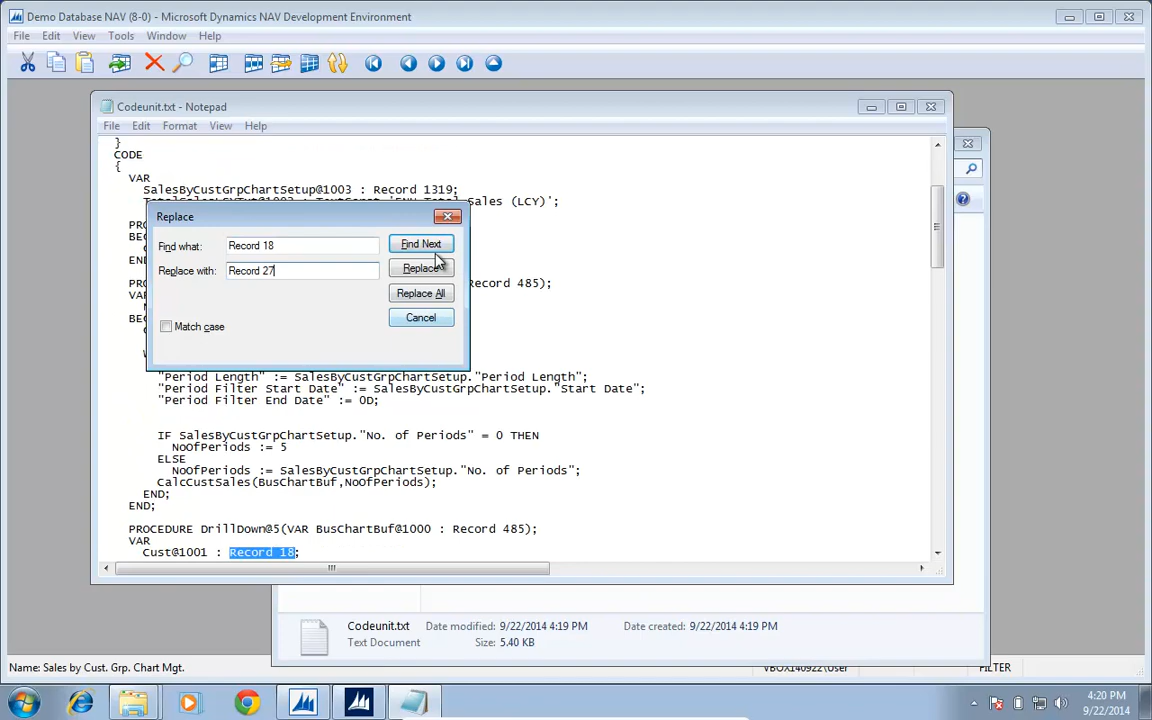 Demo Database NAV (8-0) - Microsoft Dynamics NAV Development Environment
File Edit View Tools Window Help
Codeunit.txt - Notepad
File Edit Format View Help
}
CODE
{
VAR
SalesByCustGrpChartSetup@1003 : Record 1319;
Sales (LCY)';
Replace
Find what: Record 18 Find Next
Replace with: Record 27 Replace
Record 485);
VAR
Replace All
Cancel
Match case
"Period Length" := SalesByCustGrpChartSetup."Period Length";
"Period Filter Start Date" := SalesByCustGrpChartSetup."Start Date";
"Period Filter End Date" := 0D;
IF SalesByCustGrpChartSetup."No. of Periods" = 0 THEN
NoOfPeriods := 5
ELSE
NoOfPeriods := SalesByCustGrpChartSetup."No. of Periods";
CalcCustSales(BusChartBuf,NoOfPeriods);
END;
END;
PROCEDURE DrillDown@5(VAR BusChartBuf@1000 : Record 485);
VAR
Cust@1001 : Record 18;
Codeunit.txt Date modified: 9/22/2014 4:19 PM Date created: 9/22/2014 4:19 PM
Text Document Size: 5.40 KB
Name: Sales by Cust. Grp. Chart Mgt. VBOX140922\User FILTER
4:20 PM
9/22/2014